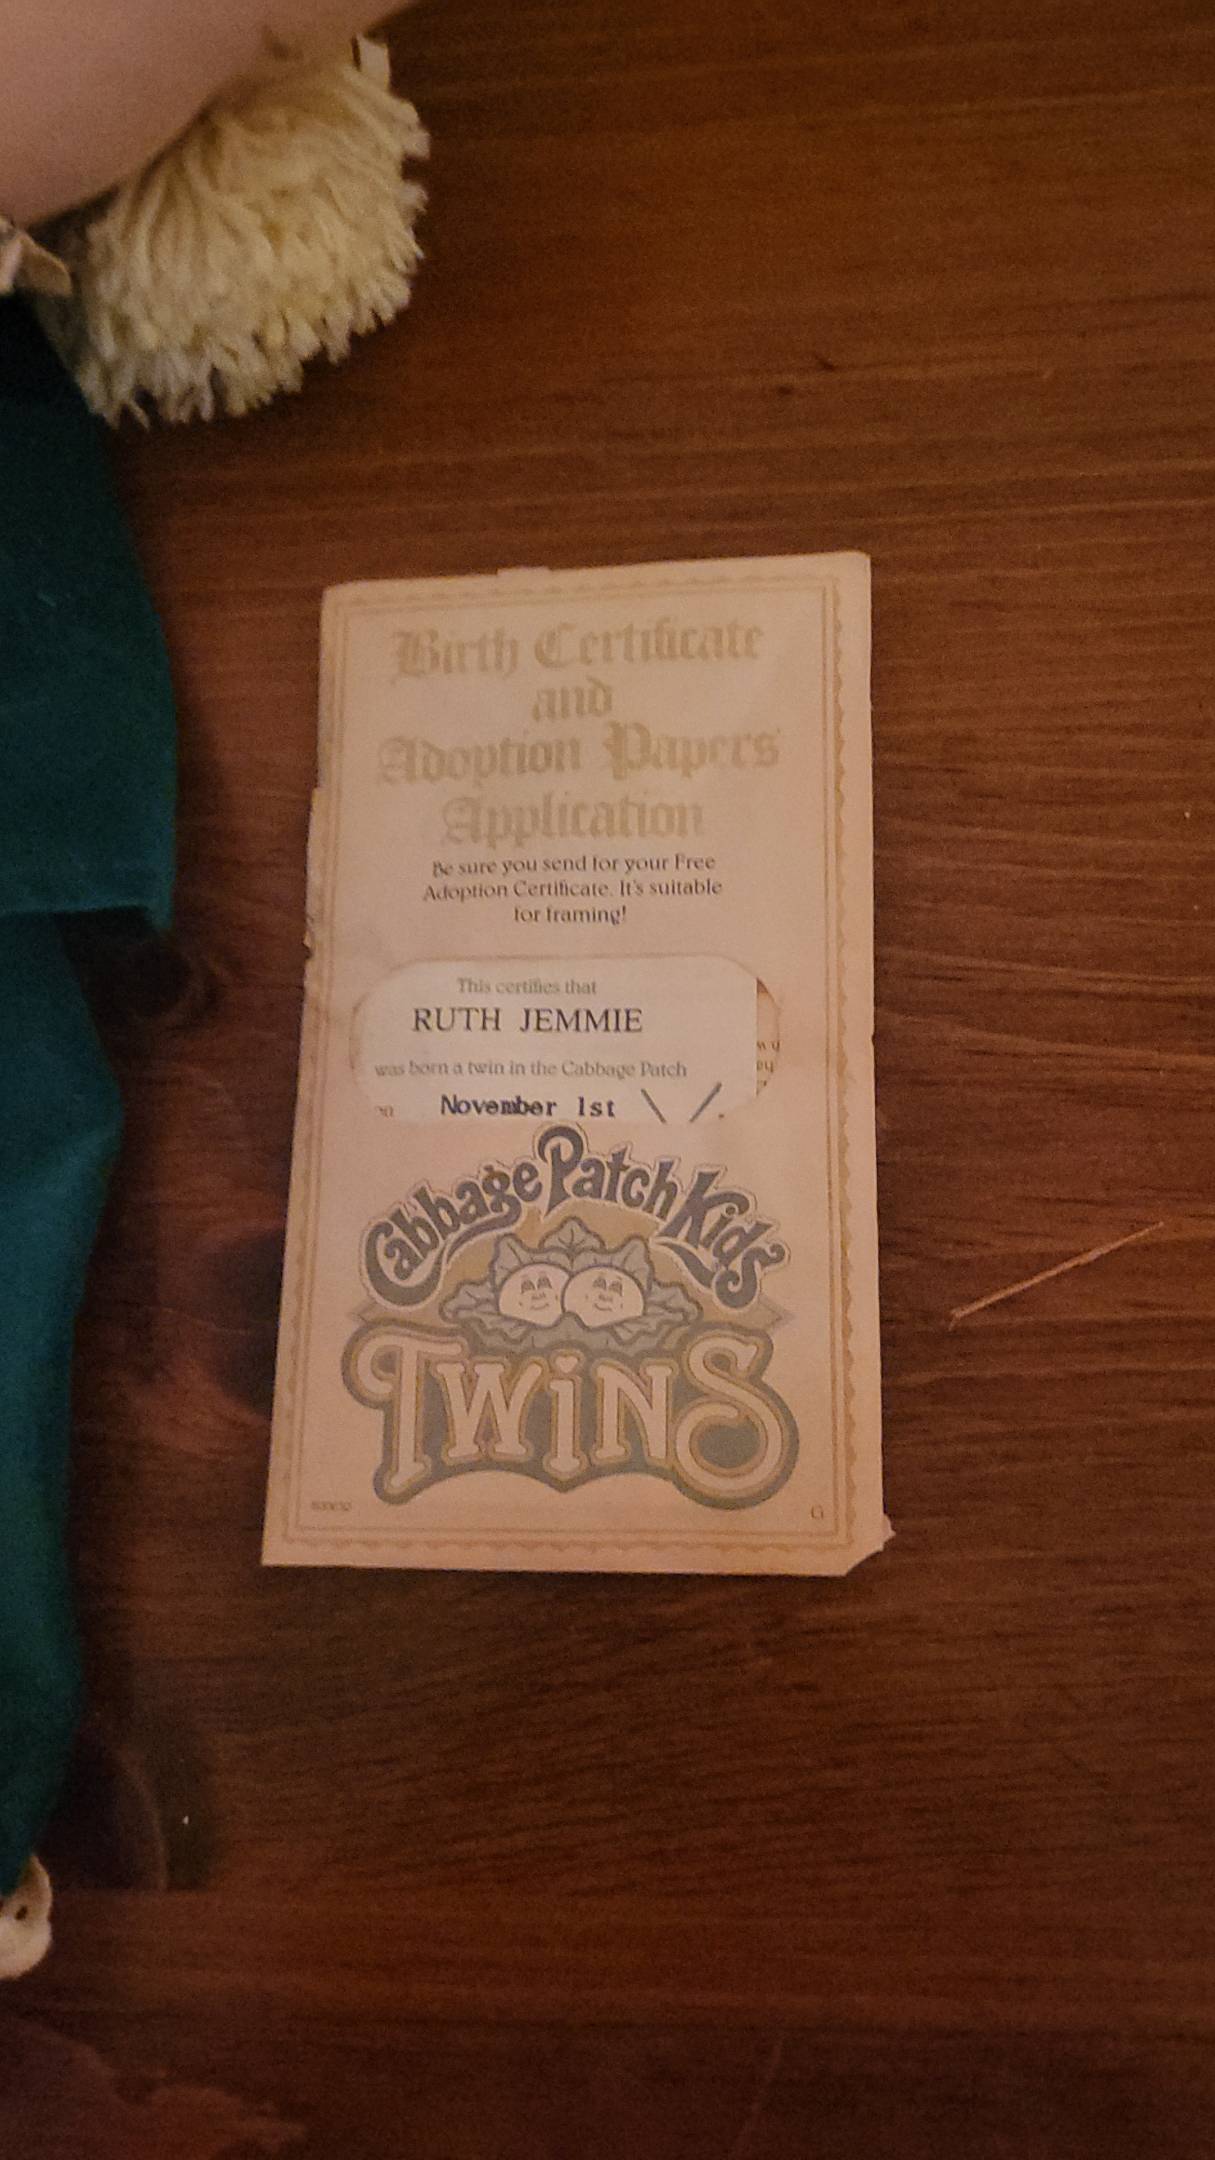 Birth Certificate
and
Adoption Papers
Application
Be sure you send for your Free
Adoption Certificate. It's suitable
for framing!
This certifies that
RUTH JEMMIE
was born a twin in the Cabbage Patch
on November 1st
Cabbage Patch Kids
TWINS
G